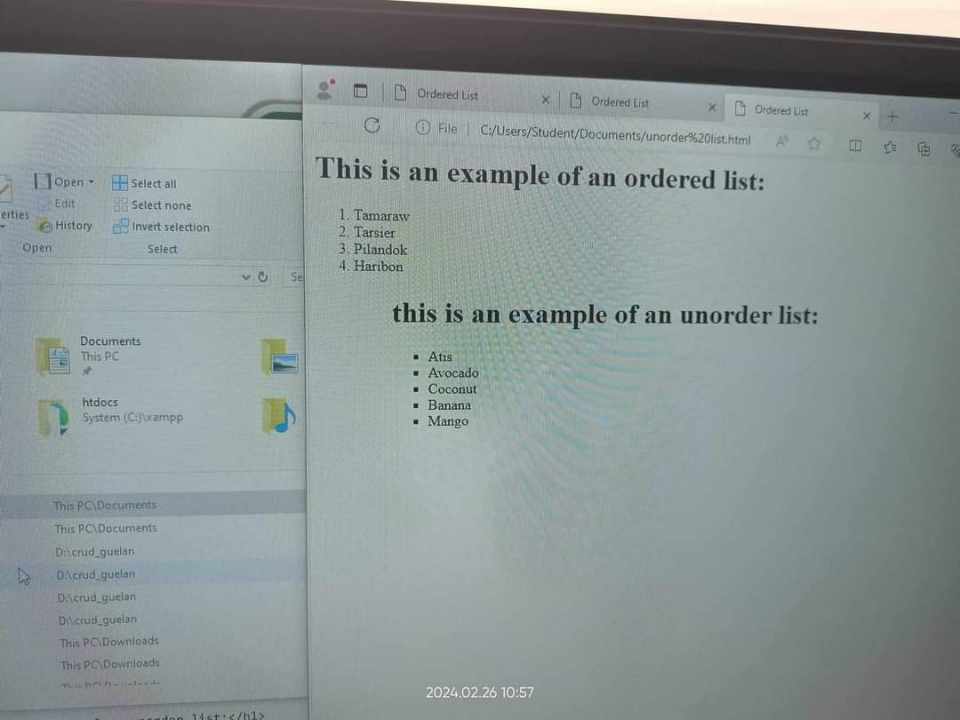 Ordered List
Ordered List
Ordered List
File
C:/Users/Student/Documents/unorder%20list.html
This is an example of an ordered list:
1. Tamaraw
2. Tarsier
3. Pilandok
4. Haribon
this is an example of an unorder list:
Atis
Avocado
Coconut
Banana
Mango
Open
Select all
Edit
Select none
erties
History
Invert selection
Open
Select
Se
Documents
This PC
htdocs
System (C:)\xampp
This PC\Documents
This PC\Documents
D:\crud_guelan
D:\crud_guelan
D:\crud_guelan
D:\crud_guelan
This PC\Downloads
This PC\Downloads
list:</h1>
2024.02.26 10:57